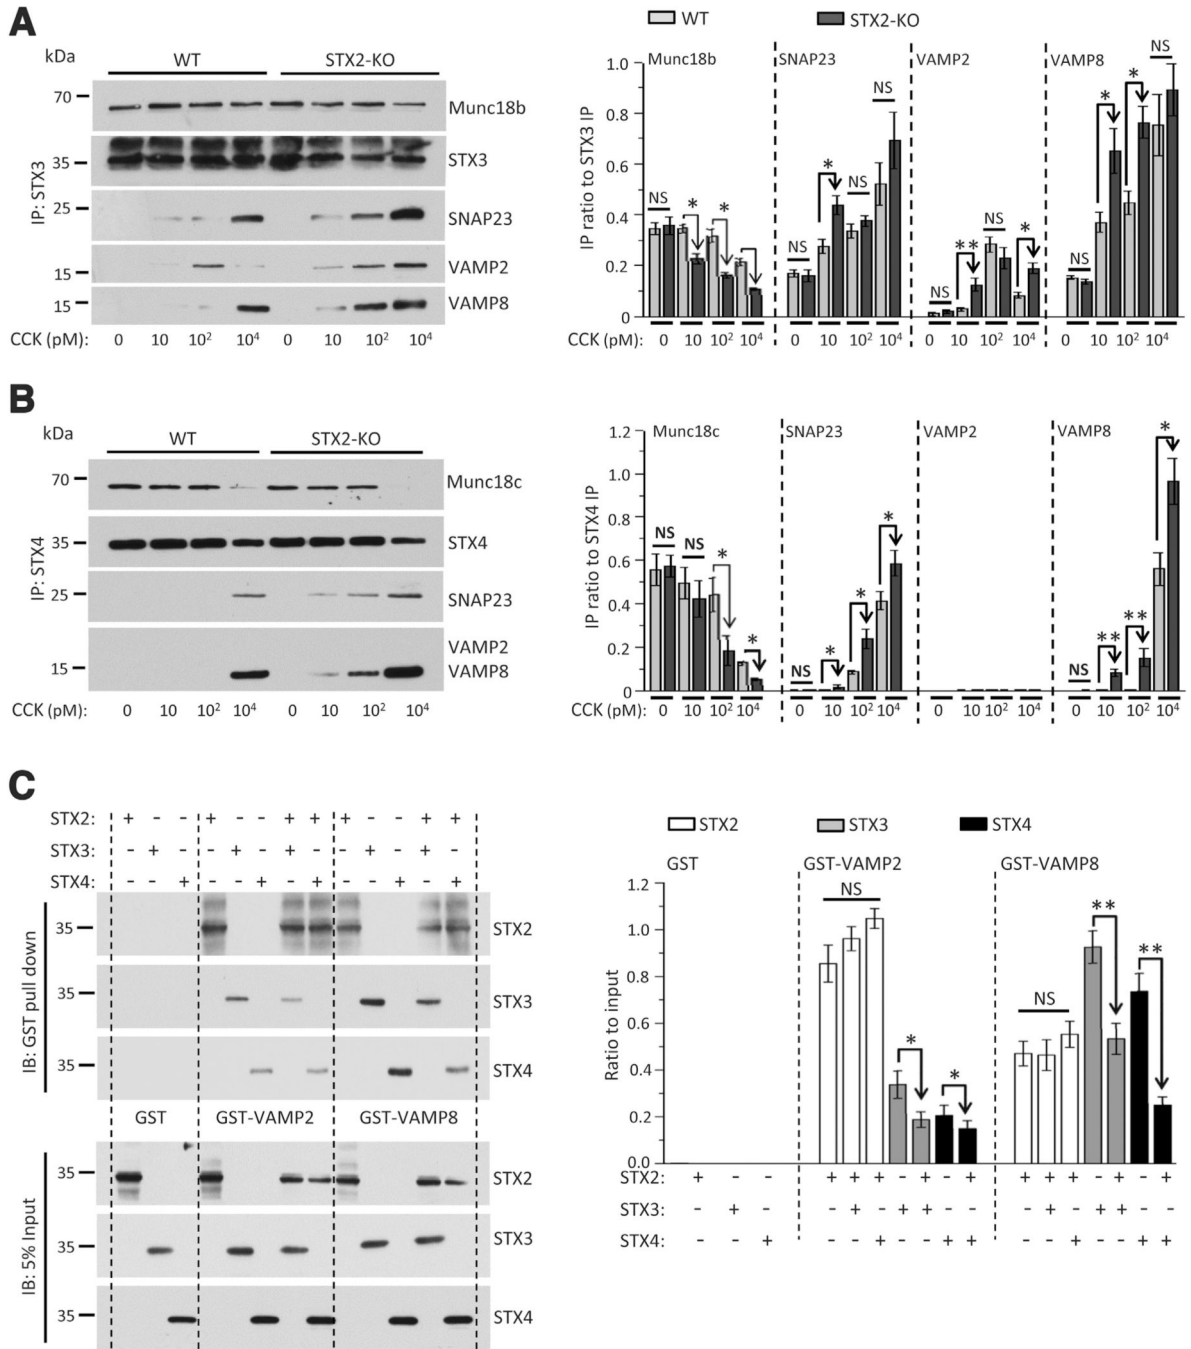 A
kDa
WT
STX2-KO
70
Munc18b
35
STX3
25
SNAP23
15
VAMP2
15
VAMP8
IP: STX3
CCK (pM): 0 10 10² 10⁴ 0 10 10² 10⁴
WT
STX2-KO
Munc18b
SNAP23
VAMP2
VAMP8
IP ratio to STX3 IP
1.0
0.8
0.6
0.4
0.2
0
NS * *
NS * NS NS
NS ** NS *
NS * * NS
CCK (pM): 0 10 10² 10⁴ 0 10 10² 10⁴ 0 10 10² 10⁴ 0 10 10² 10⁴
B
kDa
WT
STX2-KO
70
Munc18c
35
STX4
25
SNAP23
VAMP2
15
VAMP8
IP: STX4
CCK (pM): 0 10 10² 10⁴ 0 10 10² 10⁴
Munc18c
SNAP23
VAMP2
VAMP8
IP ratio to STX4 IP
1.2
1.0
0.8
0.6
0.4
0.2
0
NS NS * *
NS * * *
NS ** ** *
CCK (pM): 0 10 10² 10⁴ 0 10 10² 10⁴ 0 10 10² 10⁴ 0 10 10² 10⁴
C
STX2: + - - + - - + + + - - + +
STX3: - + - - + - + - - + - + -
STX4: - - + - - + - + - - + - +
IB: GST pull down
35
STX2
35
STX3
35
STX4
GST
GST-VAMP2
GST-VAMP8
IB: 5% Input
35
STX2
35
STX3
35
STX4
STX2
STX3
STX4
GST
GST-VAMP2
GST-VAMP8
Ratio to input
1.2
1.0
0.8
0.6
0.4
0.2
0.0
NS * *
NS ** **
STX2: + - - + + + - + - + + + + - + - +
STX3: - + - - + - + + - - - + - + + - -
STX4: - - + - - + - - + + - - + - - + +